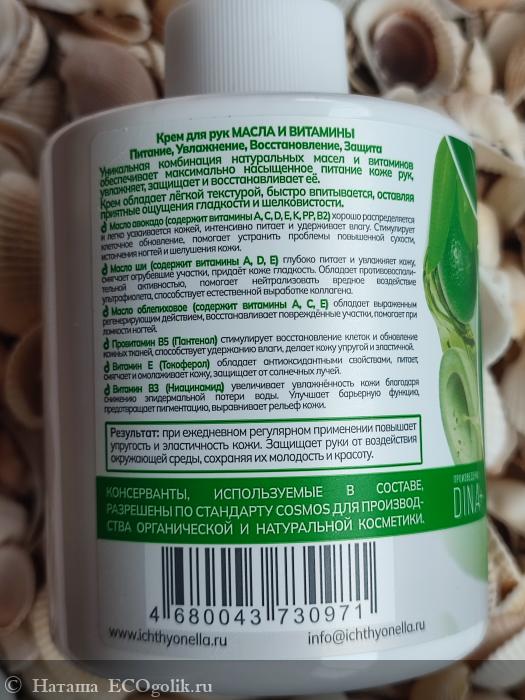 Крем для рук МАСЛА И ВИТАМИНЫ
Питание, Увлажнение, Восстановление, Защита
Уникальная комбинация натуральных масел и витаминов
обеспечивает максимально насыщенное питание коже рук,
увлажняет, защищает и восстанавливает её.
Крем обладает лёгкой текстурой, быстро впитывается, оставляя
приятные ощущения гладкости и шелковистости.
Масло авокадо (содержит витамины А, С, D, Е, К, РР, В2) хорошо распределяется
и легко усваивается кожей, интенсивно питает и удерживает влагу. Стимулирует
клеточное обновление, помогает устранить проблемы повышенной сухости,
истончения ногтей и шелушения кожи.
Масло ши (содержит витамины А, D, Е) глубоко питает и увлажняет кожу,
смягчает огрубевшие участки, придаёт коже гладкость. Обладает противовоспали-
тельной активностью, помогает нейтрализовать вредное воздействие
ультрафиолета, способствует естественной выработке коллагена.
Масло облепиховое (содержит витамины А, С, Е) обладает выраженным
регенерирующим действием, восстанавливает повреждённые участки, помогает при
ломкости ногтей.
Провитамин В5 (Пантенол) стимулирует восстановление клеток и обновление
кожных тканей, способствует удержанию влаги, делает кожу упругой и эластичной.
Витамин Е (Токоферол) обладает антиоксидантными свойствами, питает,
смягчает и омолаживает кожу, защищает от солнечных лучей.
Витамин В3 (Ниацинамид) увеличивает увлажнённость кожи благодаря
снижению эпидермальной потери воды. Улучшает барьерную функцию,
предотвращает пигментацию, выравнивает рельеф кожи.
Результат: при ежедневном регулярном применении повышает
упругость и эластичность кожи. Защищает руки от воздействия
окружающей среды, сохраняя их молодость и красоту.
КОНСЕРВАНТЫ, ИСПОЛЬЗУЕМЫЕ В СОСТАВЕ,
РАЗРЕШЕНЫ ПО СТАНДАРТУ COSMOS ДЛЯ ПРОИЗВОД-
СТВА ОРГАНИЧЕСКОЙ И НАТУРАЛЬНОЙ КОСМЕТИКИ.
DINA+
4 680043 730971
www.ichthyonella.ru
info@ichthyonella.ru
© Наташа ECOgolik.ru